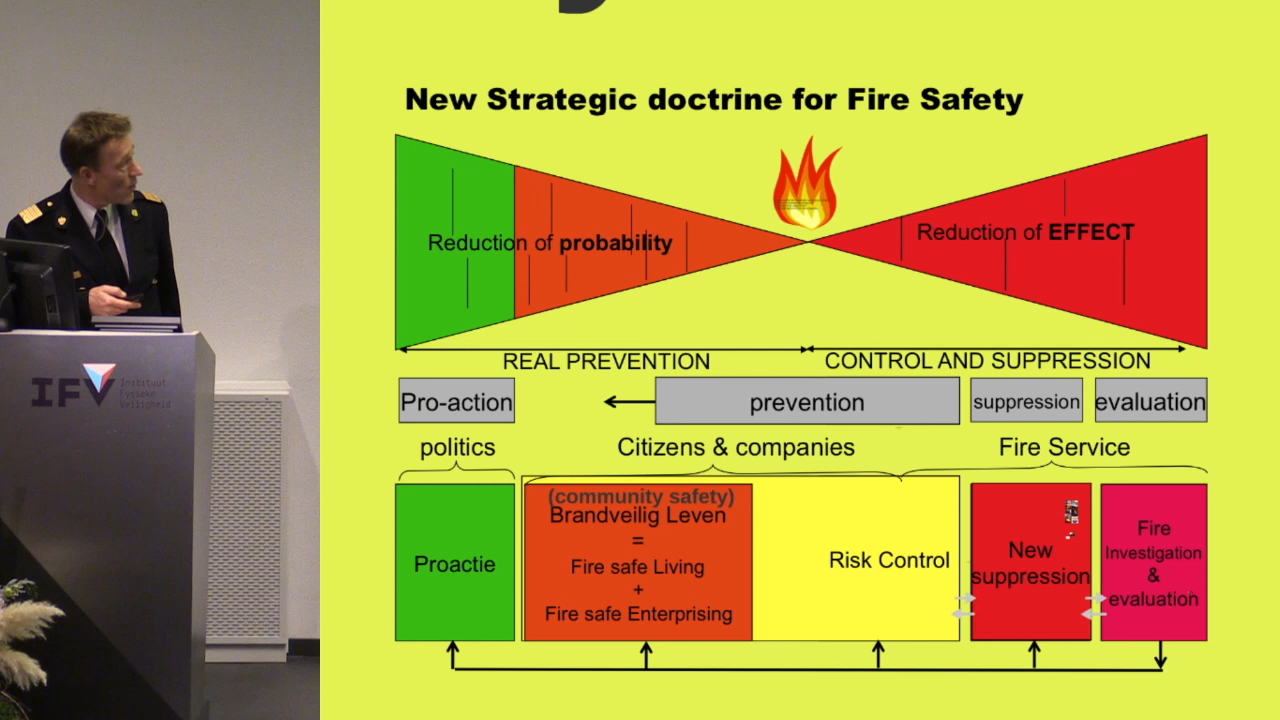 New Strategic doctrine for Fire Safety
Reduction of probability
Reduction of EFFECT
REAL PREVENTION
CONTROL AND SUPPRESSION
Pro-action
prevention
suppression
evaluation
politics
Citizens & companies
Fire Service
Proactie
(community safety)
Brandveilig Leven
=
Fire safe Living
+
Fire safe Enterprising
Risk Control
New
suppression
Fire
Investigation
&
evaluation
IFV
Instituut
Fysieke
Veiligheid